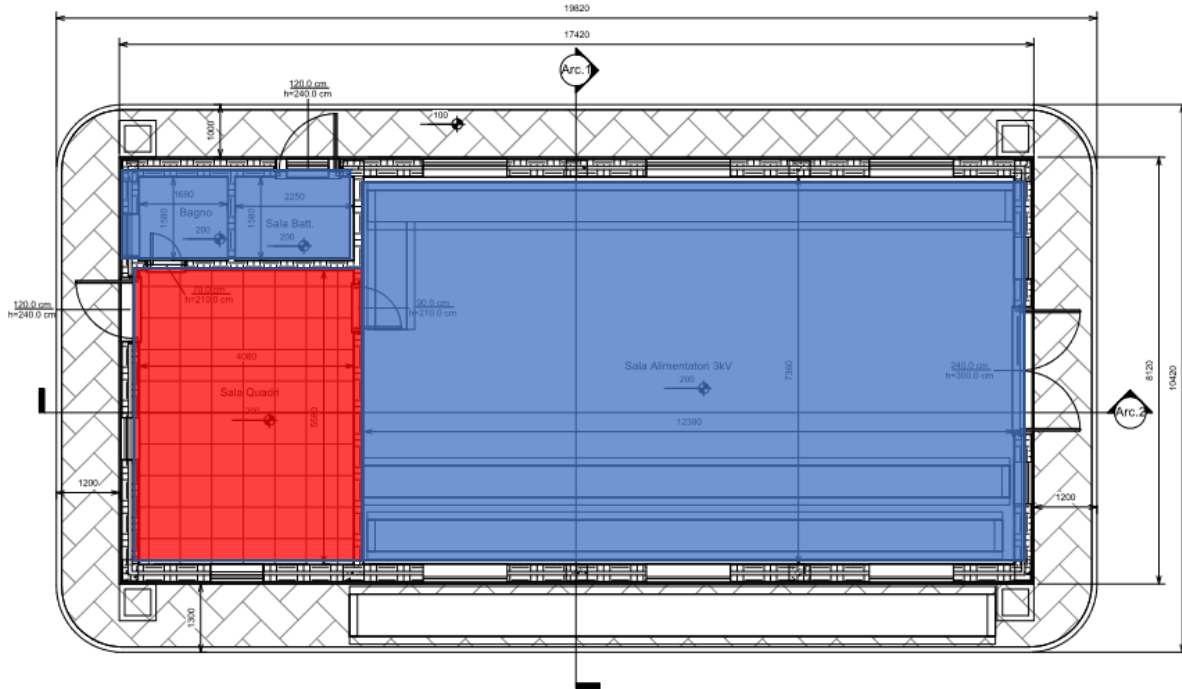 19820
17420
Arc.1
120.0 cm
h=240.0 cm
100
1000
1680
2250
1580
Bagno
1580
Sala Batt.
200
200
70.0 cm
h=210.0 cm
120.0 cm
h=240.0 cm
90.0 cm
h=210.0 cm
4080
Sala Quadri
200
5580
Sala Alimentatori 3kV
200
7360
240.0 cm
h=300.0 cm
8120
10420
Arc.2
12380
1200
1200
1300